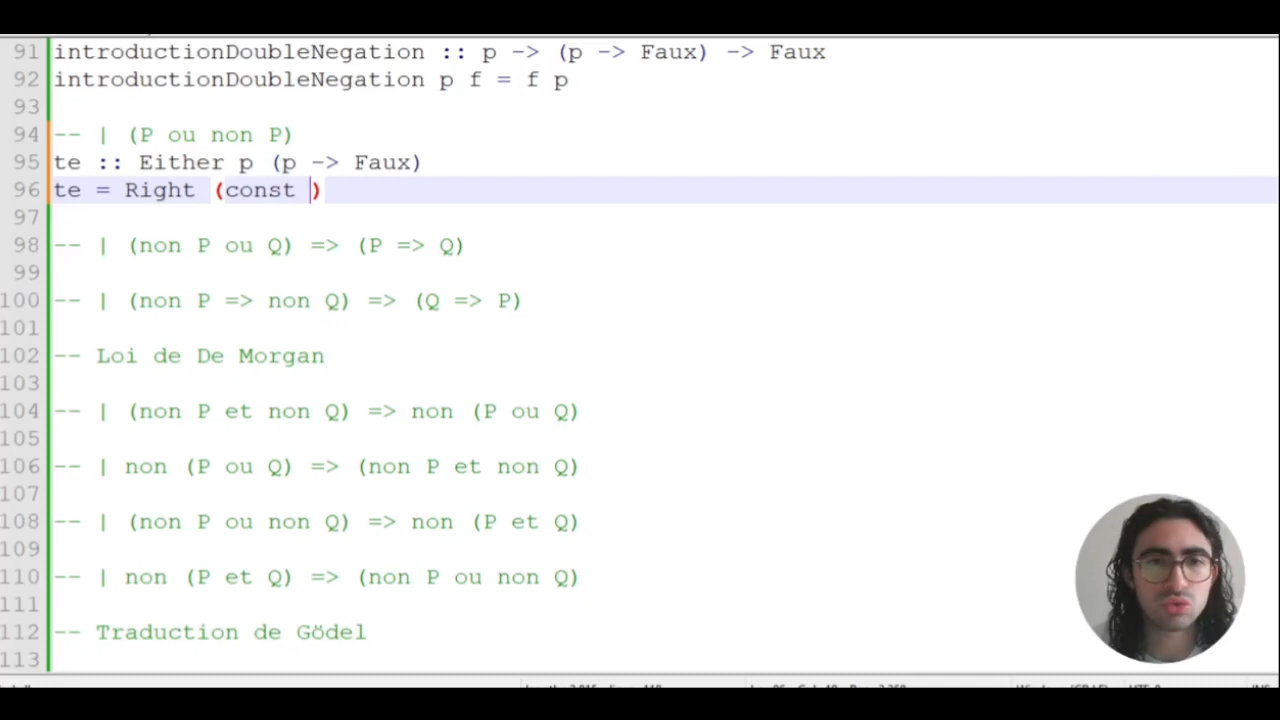 91 introductionDoubleNegation :: p -> (p -> Faux) -> Faux
92 introductionDoubleNegation p f = f p
93
94 -- | (P ou non P)
95 te :: Either p (p -> Faux)
96 te = Right (const )
97
98 -- | (non P ou Q) => (P => Q)
99
100 -- | (non P => non Q) => (Q => P)
101
102 -- Loi de De Morgan
103
104 -- | (non P et non Q) => non (P ou Q)
105
106 -- | non (P ou Q) => (non P et non Q)
107
108 -- | (non P ou non Q) => non (P et Q)
109
110 -- | non (P et Q) => (non P ou non Q)
111
112 -- Traduction de Gödel
113